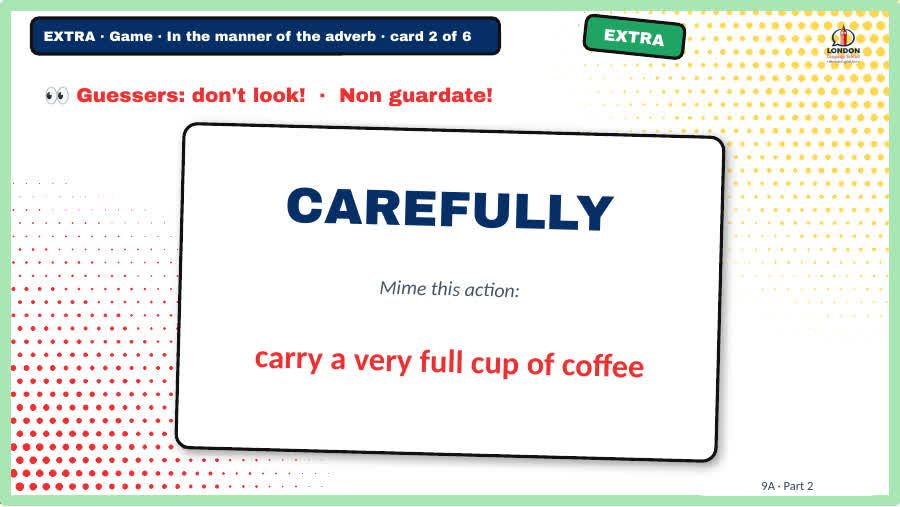 EXTRA · Game · In the manner of the adverb · card 2 of 6
EXTRA
LONDON
👀 Guessers: don't look! · Non guardate!
CAREFULLY
Mime this action:
carry a very full cup of coffee
9A · Part 2